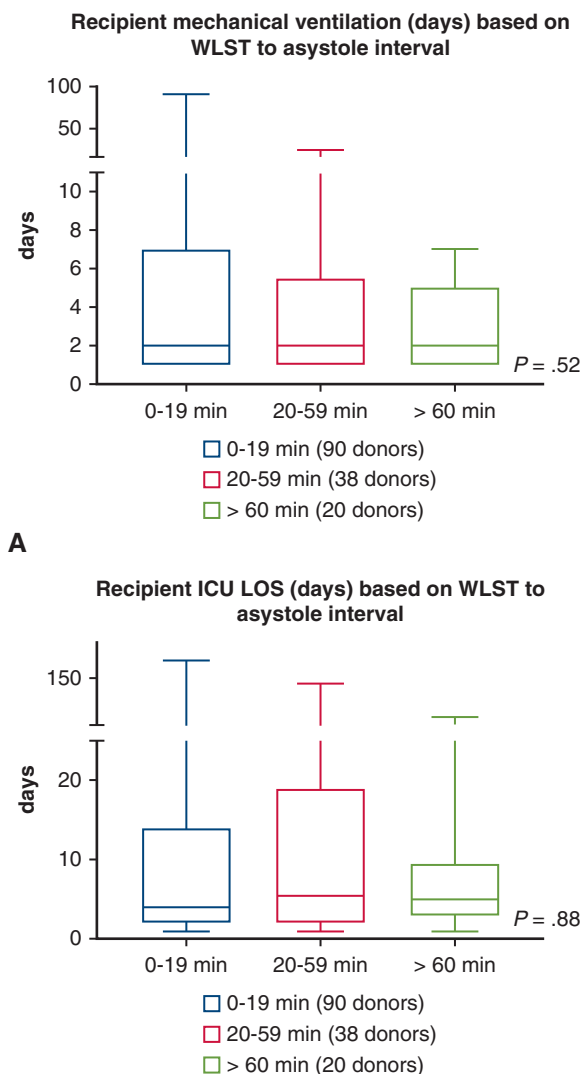 Recipient mechanical ventilation (days) based on
WLST to asystole interval
100
50
10
8
6
4
2
0
days
P = .52
0-19 min
20-59 min
> 60 min
0-19 min (90 donors)
20-59 min (38 donors)
> 60 min (20 donors)
A
Recipient ICU LOS (days) based on WLST to
asystole interval
150
20
10
0
days
P = .88
0-19 min
20-59 min
> 60 min
0-19 min (90 donors)
20-59 min (38 donors)
> 60 min (20 donors)